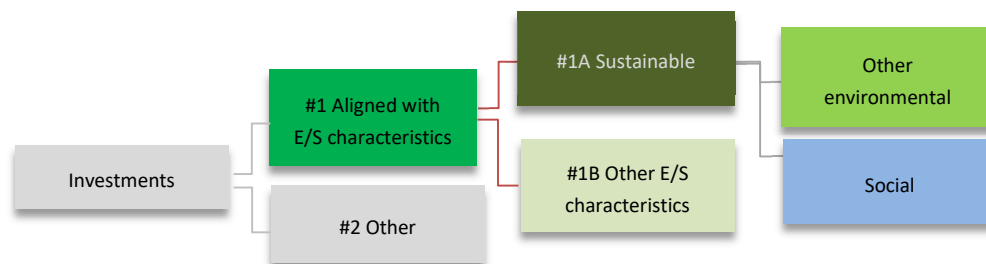 Investments
#1 Aligned with
E/S characteristics
#2 Other
#1A Sustainable
#1B Other E/S
characteristics
Other
environmental
Social